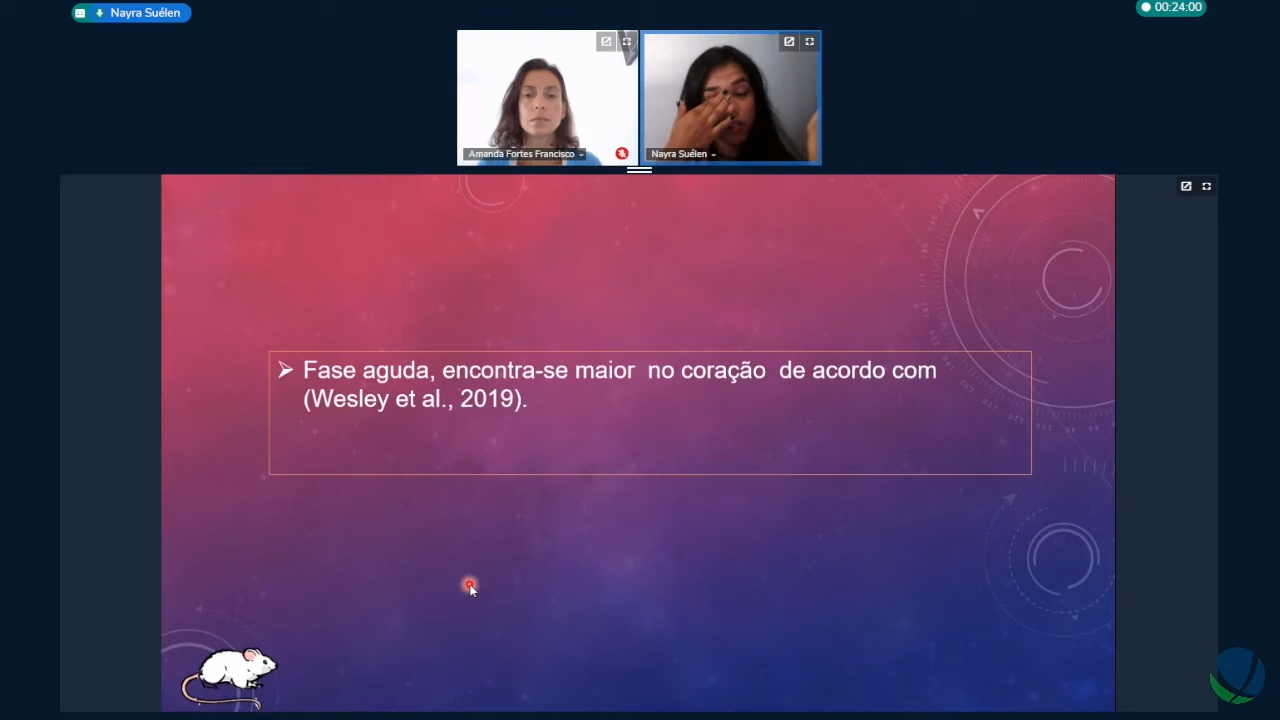 Nayra Suélen
00:24:00
Amanda Fortes Francisco
Nayra Suélen
Fase aguda, encontra-se maior no coração de acordo com
(Wesley et al., 2019).